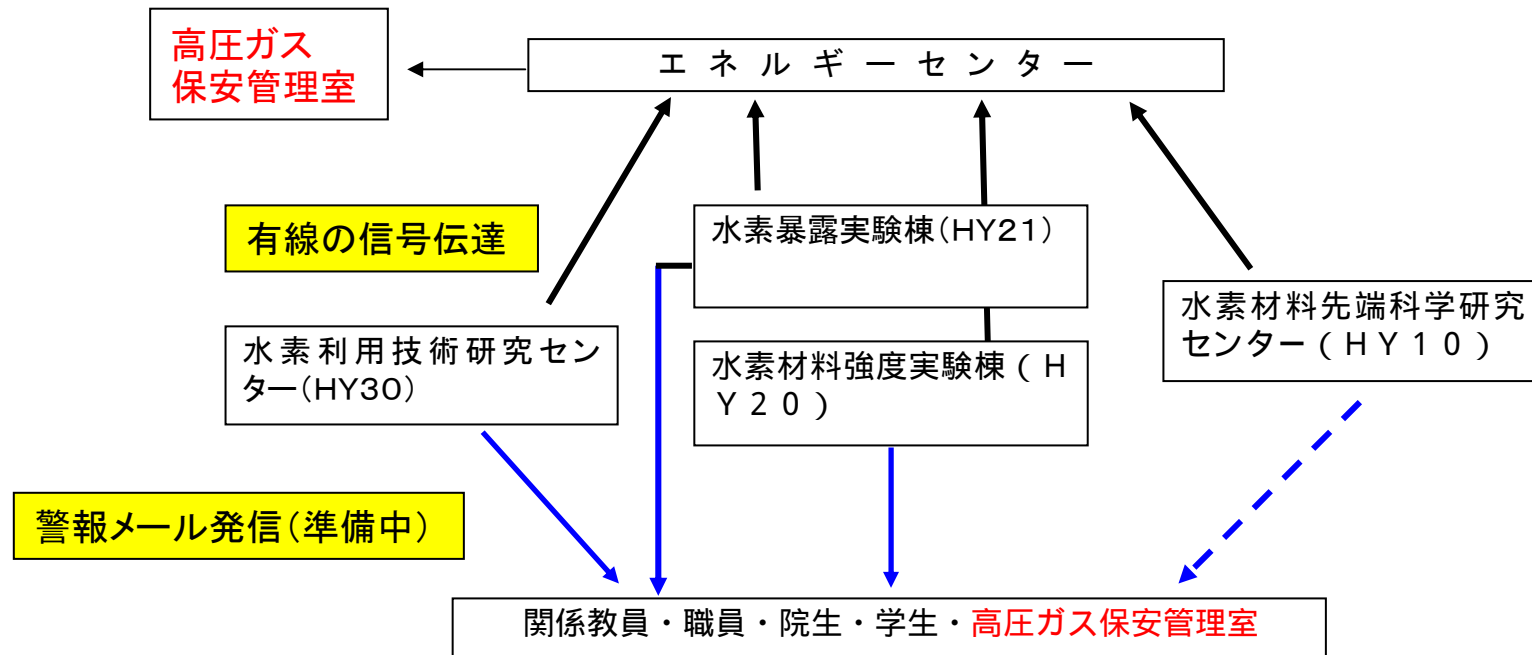 高圧ガス
保安管理室
エネルギーセンター
有線の信号伝達
水素暴露実験棟(HY21)
水素材料先端科学研究
センター(HY10)
水素利用技術研究セン
ター(HY30)
水素材料強度実験棟(H
Y20)
警報メール発信(準備中)
関係教員・職員・院生・学生・高圧ガス保安管理室